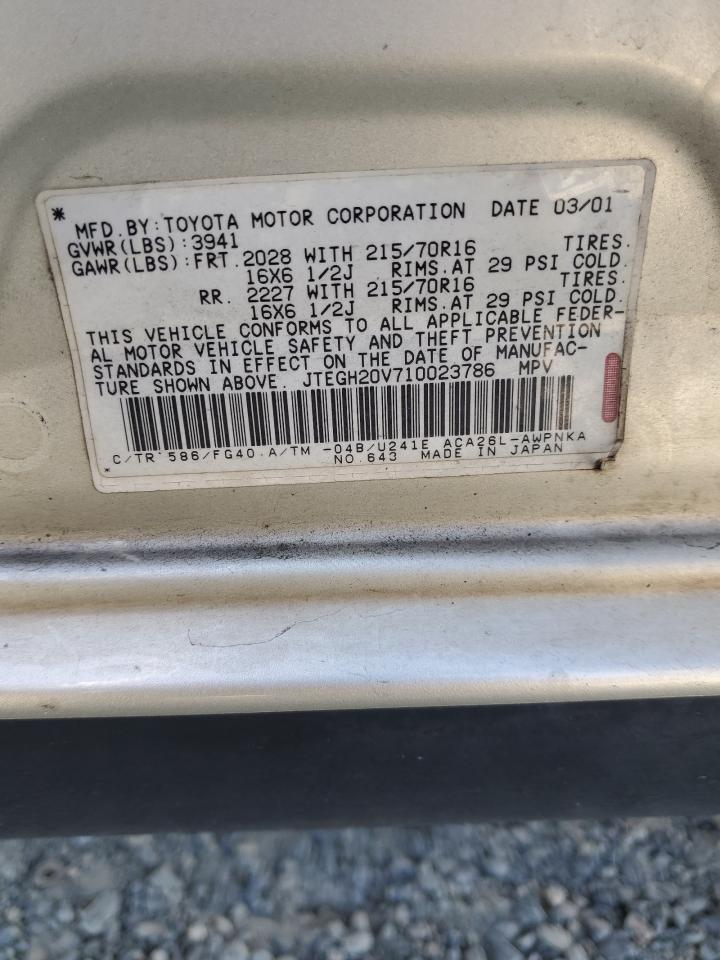 * MFD.BY:TOYOTA MOTOR CORPORATION DATE 03/01
GVWR(LBS):3941
GAWR(LBS):FRT.2028 WITH 215/70R16 TIRES.
16X6 1/2J RIMS.AT 29 PSI COLD.
RR. 2227 WITH 215/70R16 TIRES.
16X6 1/2J RIMS.AT 29 PSI COLD.
THIS VEHICLE CONFORMS TO ALL APPLICABLE FEDER-
AL MOTOR VEHICLE SAFETY AND THEFT PREVENTION
STANDARDS IN EFFECT ON THE DATE OF MANUFAC-
TURE SHOWN ABOVE. JTEGH20V710023786 MPV
C/TR:586/FG40.A/TM -04B/U241E ACA26L-AWPNKA
* NO.643 MADE IN JAPAN